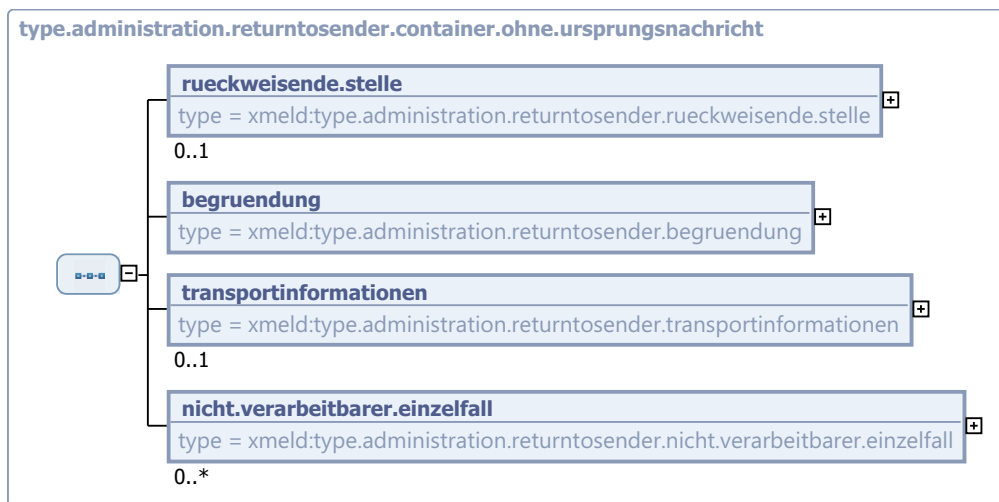 type.administration.returntosender.container.ohne.ursprungsnachricht
rueckweisende.stelle
type = xmeld:type.administration.returntosender.rueckweisende.stelle
0..1
begruendung
type = xmeld:type.administration.returntosender.begruendung
transportinformationen
type = xmeld:type.administration.returntosender.transportinformationen
0..1
nicht.verarbeitbarer.einzelfall
type = xmeld:type.administration.returntosender.nicht.verarbeitbarer.einzelfall
0..*